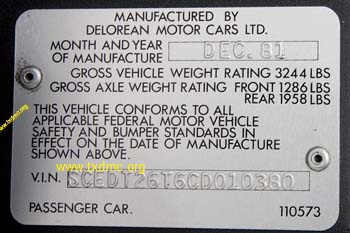 MANUFACTURED BY
DELOREAN MOTOR CARS LTD.
MONTH AND YEAR
OF MANUFACTURE DEC. 81
GROSS VEHICLE WEIGHT RATING 3244 LBS
GROSS AXLE WEIGHT RATING FRONT 1286 LBS
REAR 1958 LBS
THIS VEHICLE CONFORMS TO ALL
APPLICABLE FEDERAL MOTOR VEHICLE
SAFETY AND BUMPER STANDARDS IN
EFFECT ON THE DATE OF MANUFACTURE
SHOWN ABOVE
V.I.N. SCEDT26T6CD010380
PASSENGER CAR. 110573
www.txdmc.org
www.txdmc.org